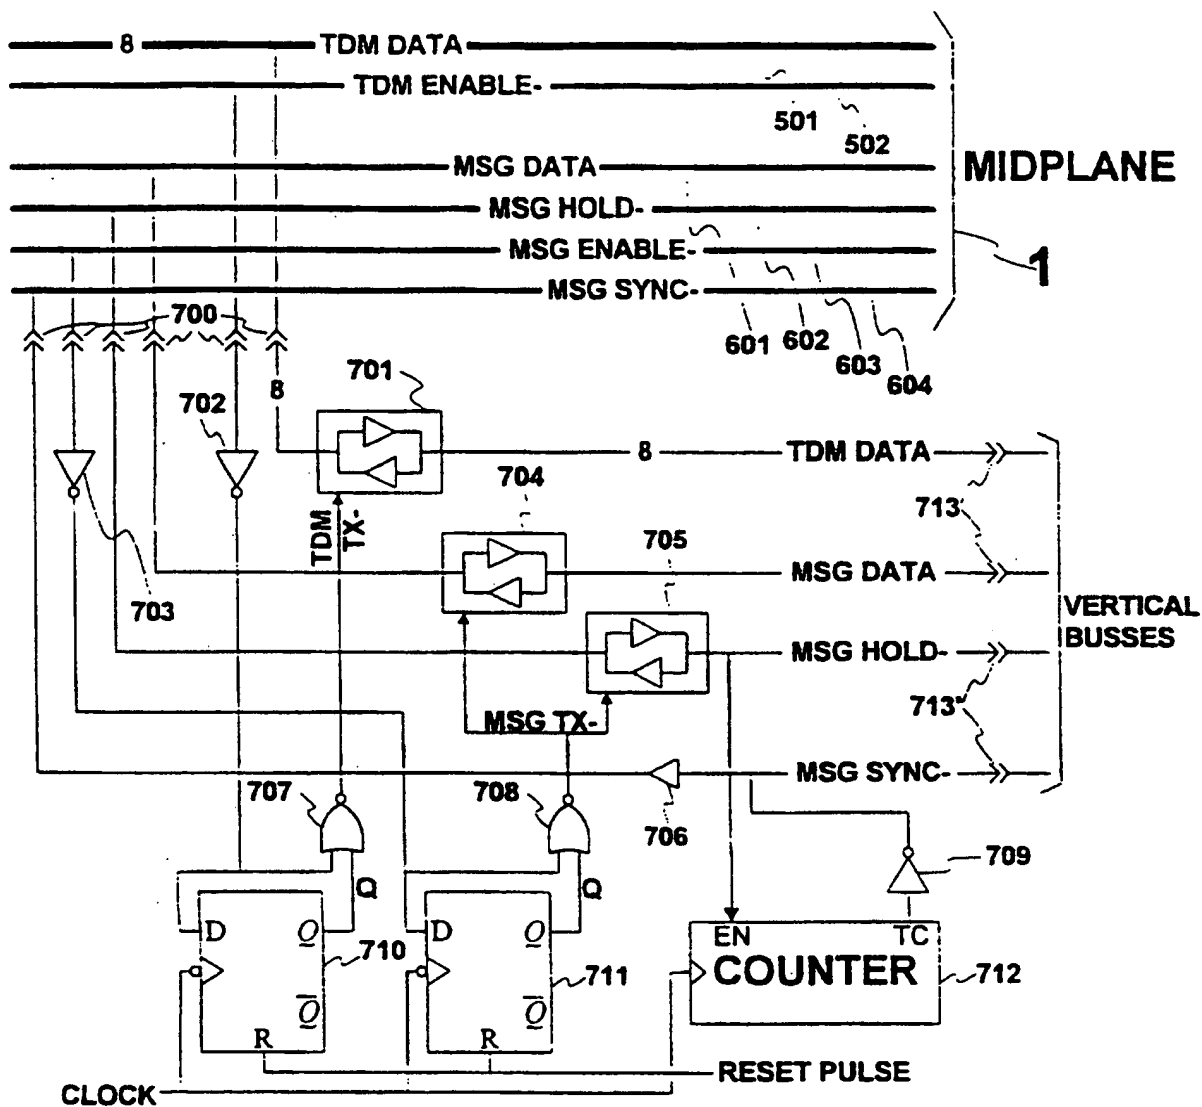 8 TDM DATA
TDM ENABLE-
501
502
MSG DATA
MIDPLANE
MSG HOLD-
MSG ENABLE-
1
MSG SYNC-
700
601 602 603 604
701
8
702
8 TDM DATA
704
713
TDM TX-
705
MSG DATA
703
VERTICAL
BUSSES
MSG HOLD-
MSG TX-
713
MSG SYNC-
707 708
706
709
Q Q
D Q D Q
710
EN TC
COUNTER
711
712
Q Q
R R
RESET PULSE
CLOCK